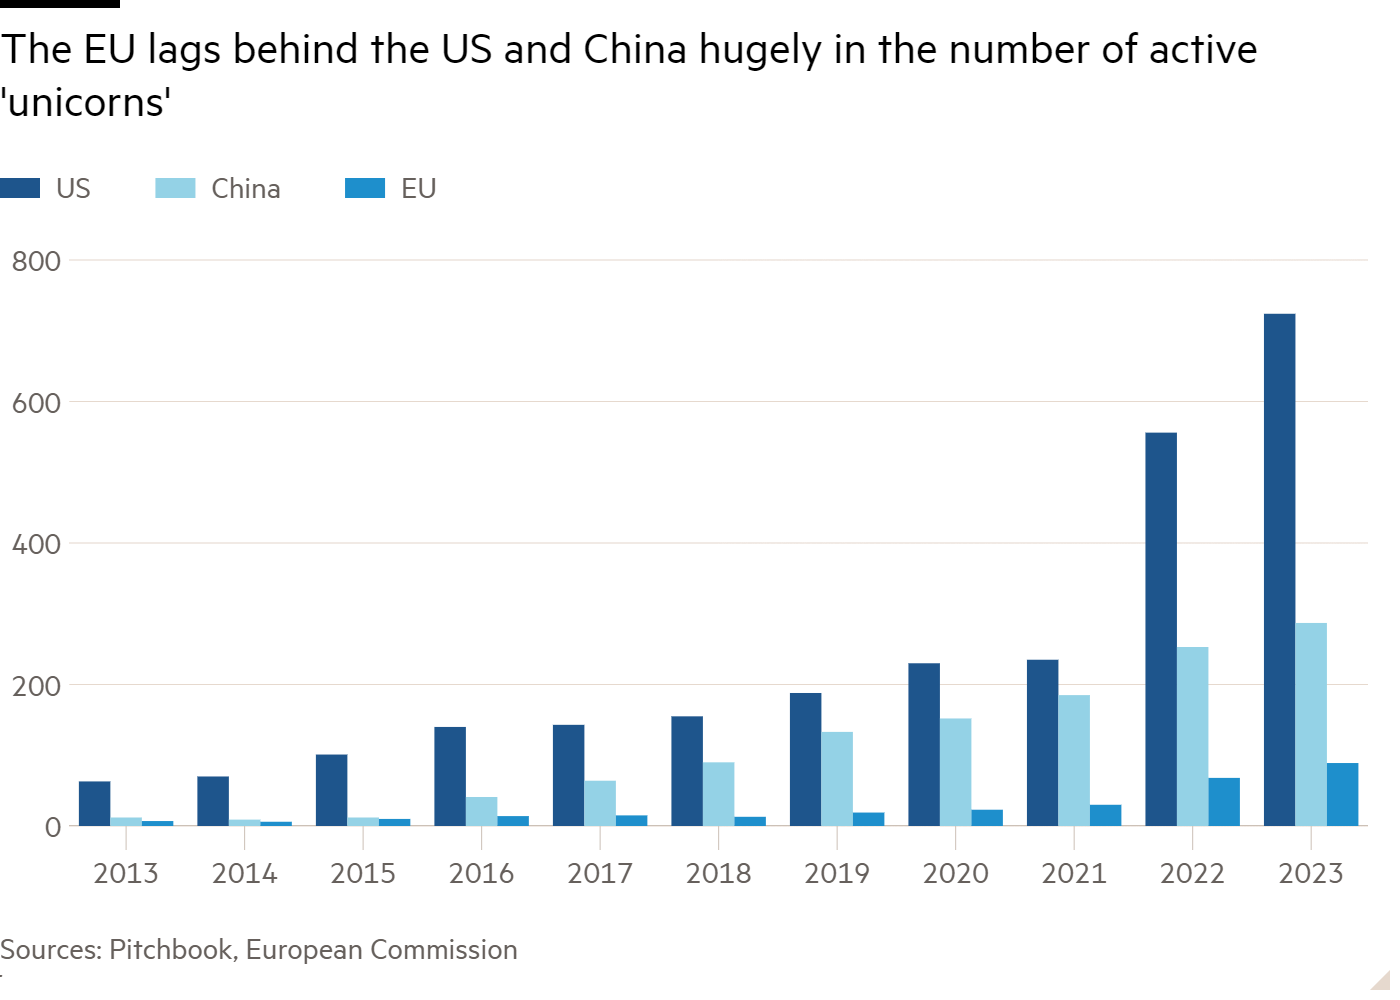 The EU lags behind the US and China hugely in the number of active
'unicorns'
US China EU
800
600
400
200
0
2013 2014 2015 2016 2017 2018 2019 2020 2021 2022 2023
Sources: Pitchbook, European Commission